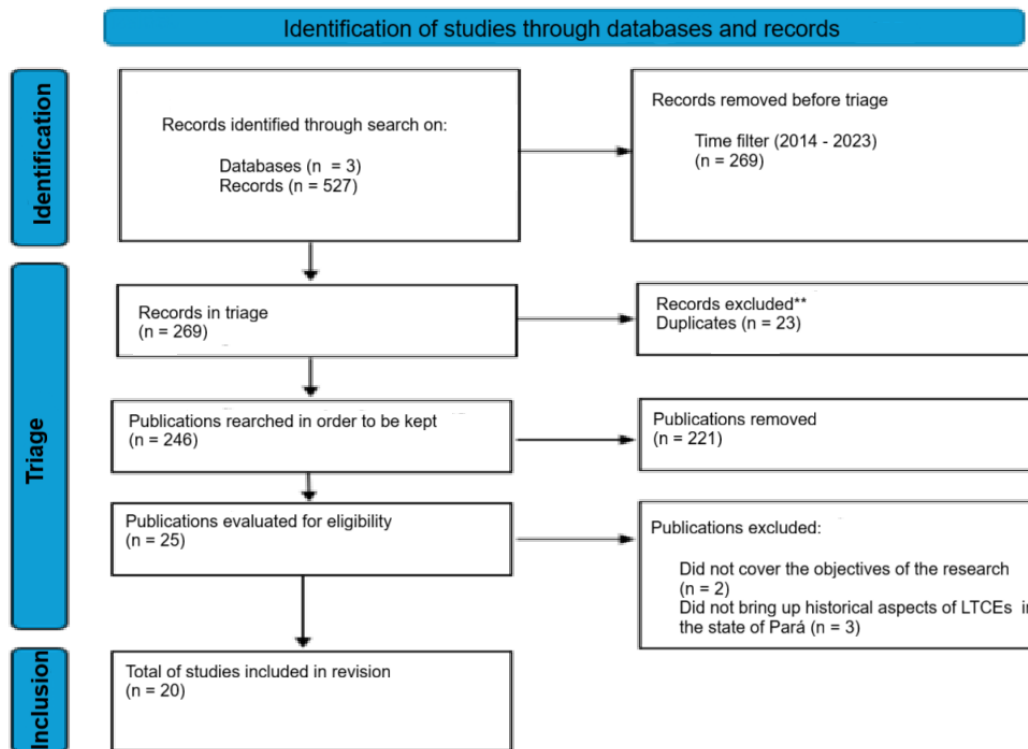 Identification of studies through databases and records
Identification
Records identified through search on:
Databases (n = 3)
Records (n = 527)
Records removed before triage
Time filter (2014 - 2023)
(n = 269)
Triage
Records in triage
(n = 269)
Records excluded**
Duplicates (n = 23)
Publications rearched in order to be kept
(n = 246)
Publications removed
(n = 221)
Publications evaluated for eligibility
(n = 25)
Publications excluded:
Did not cover the objectives of the research
(n = 2)
Did not bring up historical aspects of LTCEs in
the state of Pará (n = 3)
Inclusion
Total of studies included in revision
(n = 20)